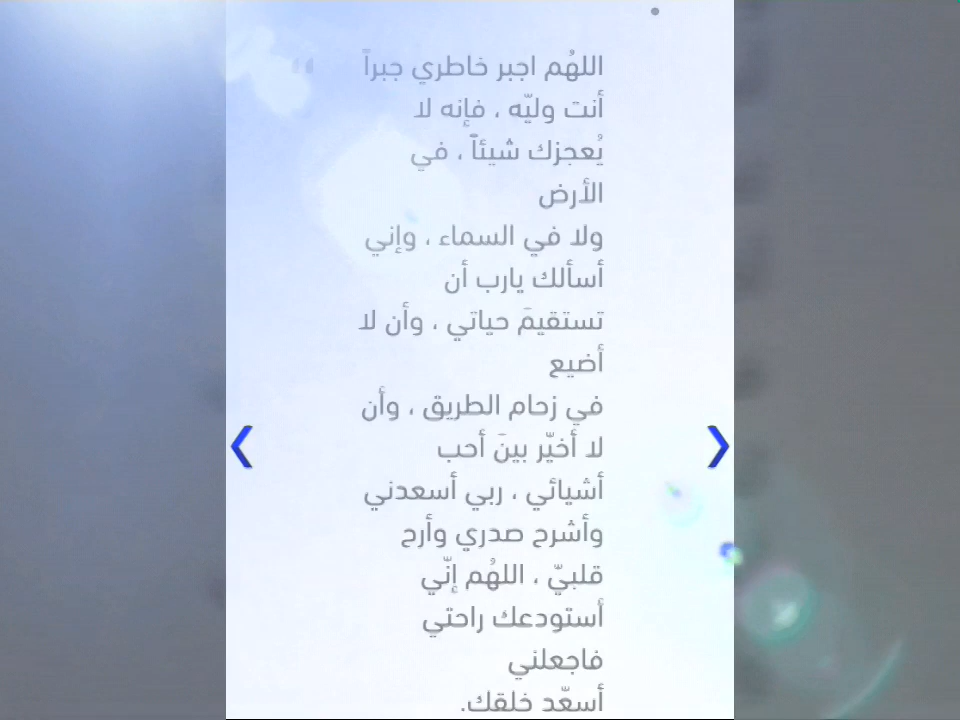 اللهُم اجبر خاطري جبراً
أنت وليّه ، فإنه لا
يُعجزك شيئاً ، في
الأرض
ولا في السماء ، وإني
أسألك يارب أن
تستقيمَ حياتي ، وأن لا
أضيع
في زحام الطريق ، وأن
لا أخيّر بينَ أحب
أشيائي ، ربي أسعدني
وأشرح صدري وأرح
قلبيّ ، اللهُم إنّي
أستودعك راحتي
فاجعلني
أسعّد خلقك.